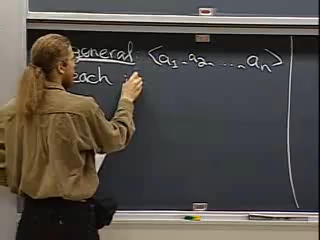 general <a₁, a₂, ..., aₙ>
each